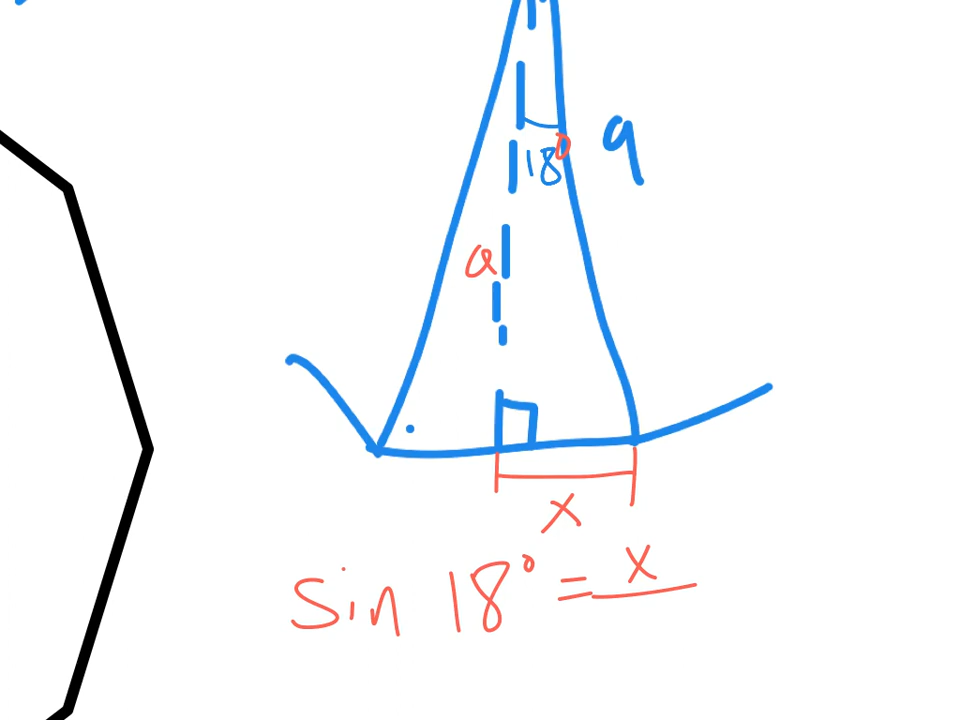 9
18°
a
x
sin 18° = x